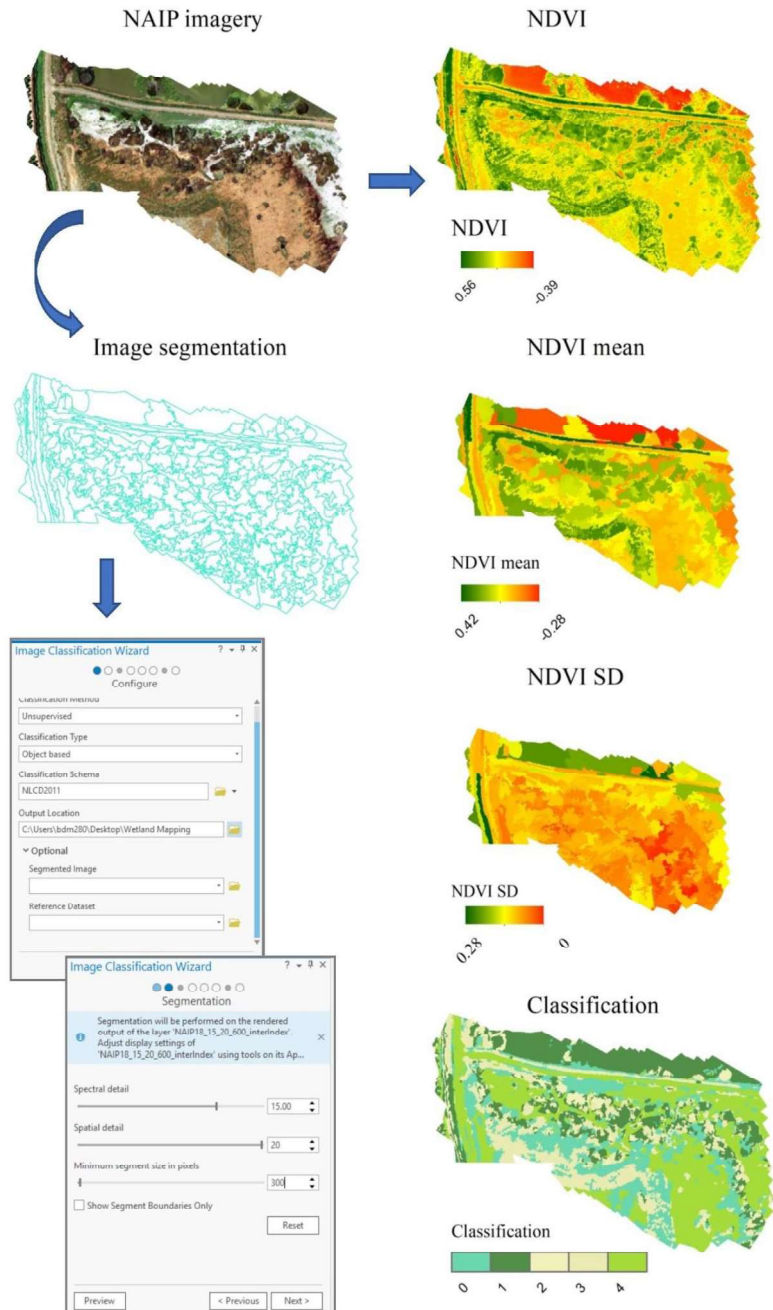 NAIP imagery
NDVI
NDVI
0.56
-0.39
Image segmentation
NDVI mean
NDVI mean
0.42
-0.28
Image Classification Wizard
?
Configure
Classification Method
Unsupervised
Classification Type
Object based
Classification Schema
NLCD2011
Output Location
C:\Users\bdm280\Desktop\Wetland Mapping
Optional
Segmented Image
Reference Dataset
NDVI SD
NDVI SD
0.28
0
Image Classification Wizard
?
Segmentation
Segmentation will be performed on the rendered
output of the layer 'NAIP18_15_20_600_interIndex'.
Adjust display settings of
'NAIP18_15_20_600_interIndex' using tools on its Ap...
Spectral detail
15.00
Spatial detail
20
Minimum segment size in pixels
300
Show Segment Boundaries Only
Reset
Preview
< Previous
Next >
Classification
Classification
0
1
2
3
4